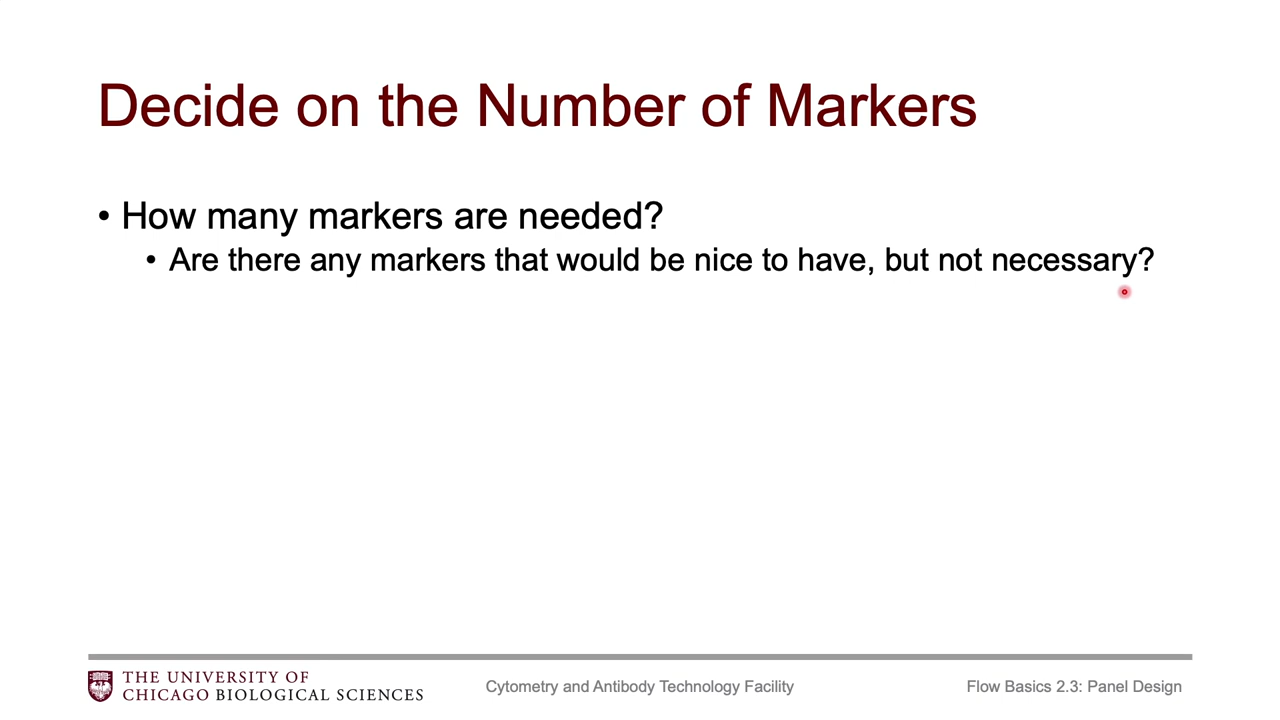 Decide on the Number of Markers
• How many markers are needed?
• Are there any markers that would be nice to have, but not necessary?
THE UNIVERSITY OF
CHICAGO BIOLOGICAL SCIENCES
Cytometry and Antibody Technology Facility
Flow Basics 2.3: Panel Design